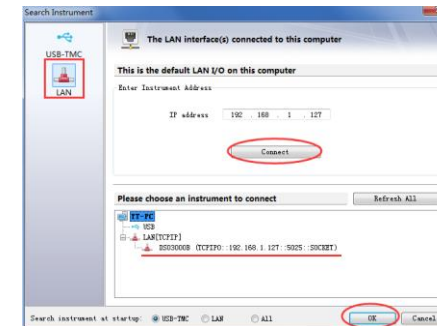 Search Instrument
USB-TMC
LAN
The LAN interface(s) connected to this computer
This is the default LAN I/O on this computer
Enter Instrument Address
IP address 192 . 168 . 1 . 127
Connect
Please choose an instrument to connect
Refresh All
YT-PC
USB
LAN[TCPIP]
DSO3000B (TCPIP0::192.168.1.127::5025::SOCKET)
Search instrument at startup: USB-TMC LAN All
OK
Cancel